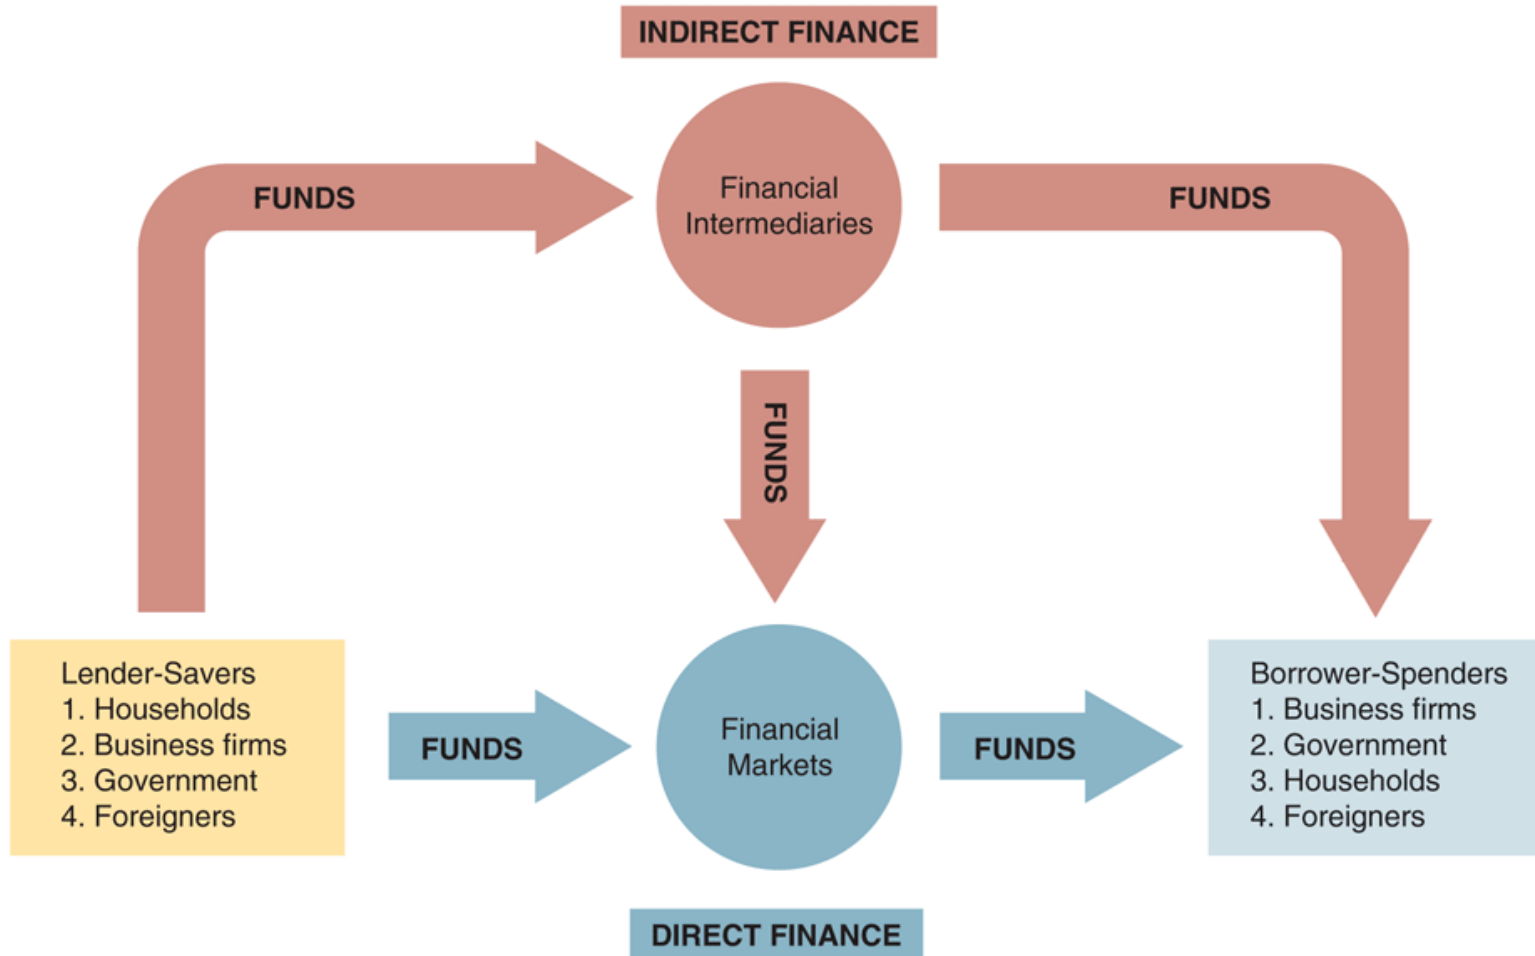 INDIRECT FINANCE
Financial
Intermediaries
FUNDS
FUNDS
FUNDS
Lender-Savers
1. Households
2. Business firms
3. Government
4. Foreigners
FUNDS
Financial
Markets
FUNDS
Borrower-Spenders
1. Business firms
2. Government
3. Households
4. Foreigners
DIRECT FINANCE